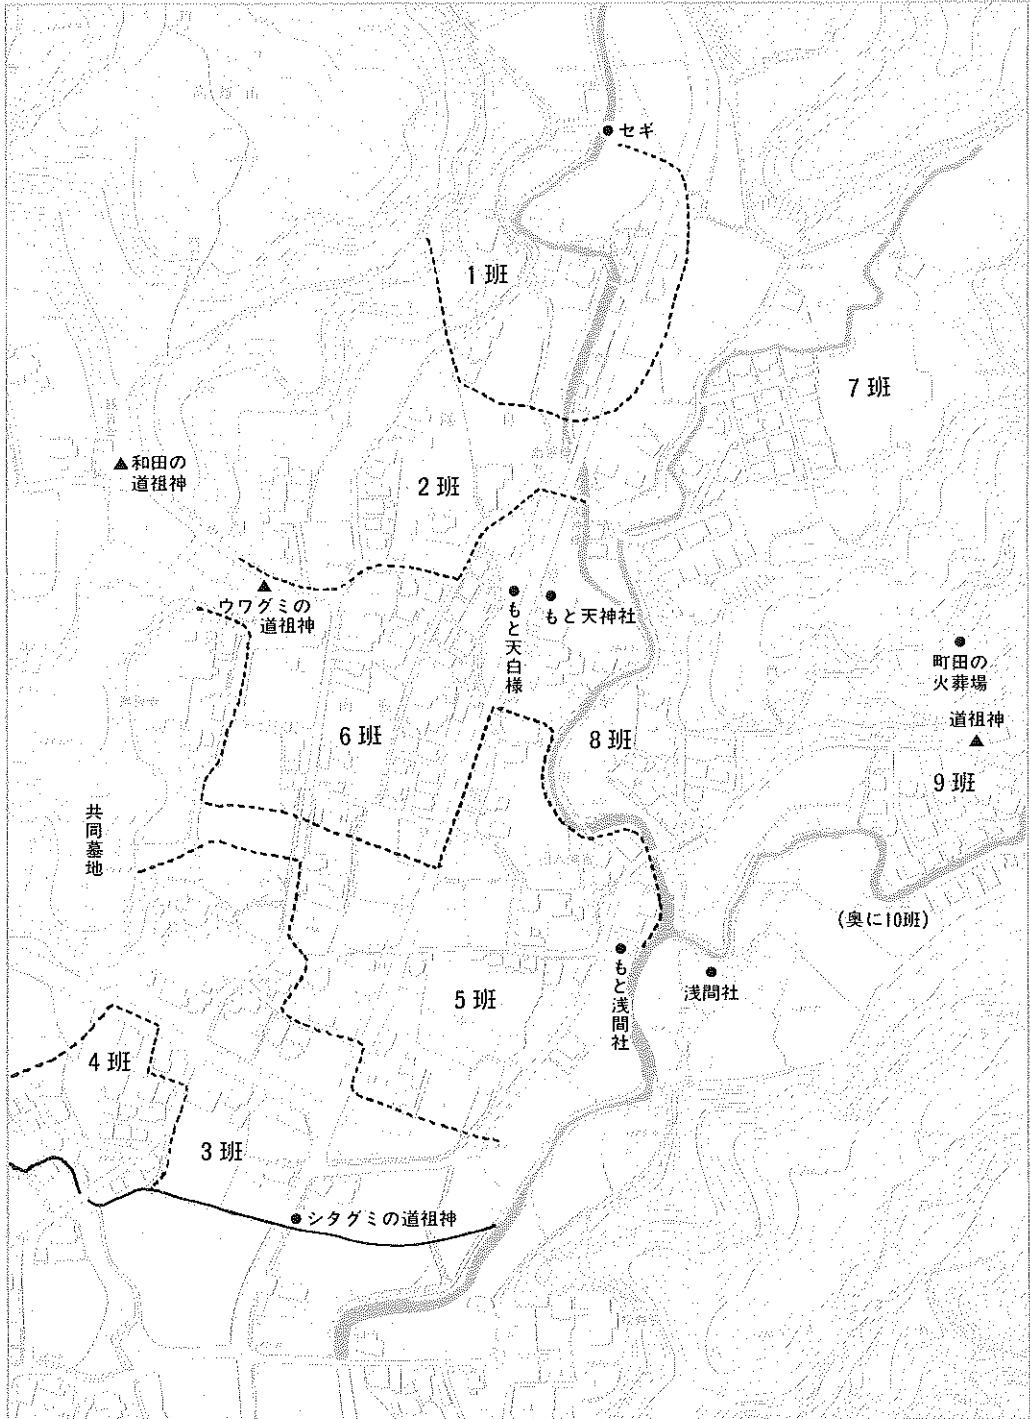 セギ
1班
7班
和田の
道祖神
2班
ウワグミの
道祖神
もと天白様
もと天神社
町田の
火葬場
道祖神
6班
8班
9班
共同墓地
(奥に10班)
もと浅間社
浅間社
5班
4班
3班
シタグミの道祖神